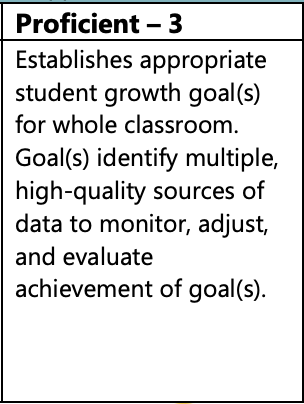 Proficient – 3
Establishes appropriate
student growth goal(s)
for whole classroom.
Goal(s) identify multiple,
high-quality sources of
data to monitor, adjust,
and evaluate
achievement of goal(s).